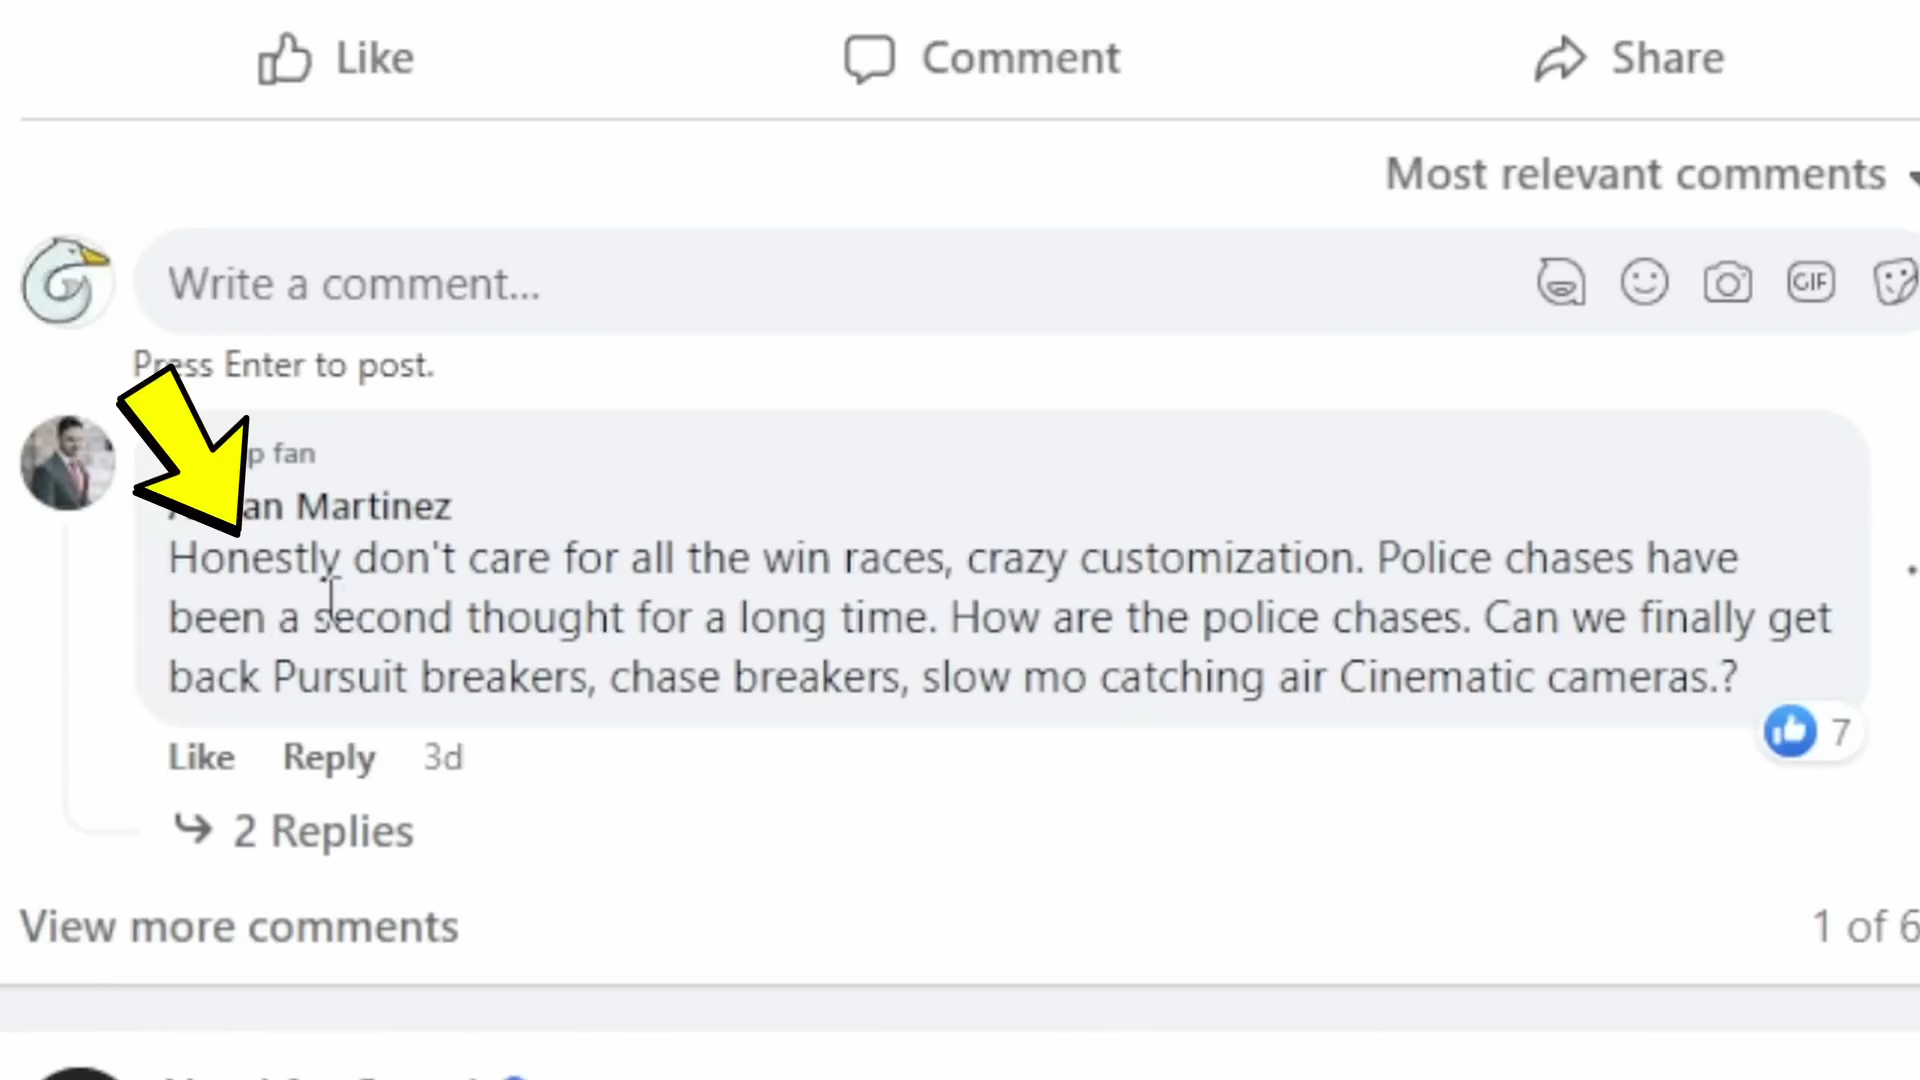 Like Comment Share
Most relevant comments
Write a comment... GIF
Press Enter to post.
fan
Martinez
Honestly don't care for all the win races, crazy customization. Police chases have
been a second thought for a long time. How are the police chases. Can we finally get
back Pursuit breakers, chase breakers, slow mo catching air Cinematic cameras.?
7
Like Reply 3d
2 Replies
View more comments 1 of 6